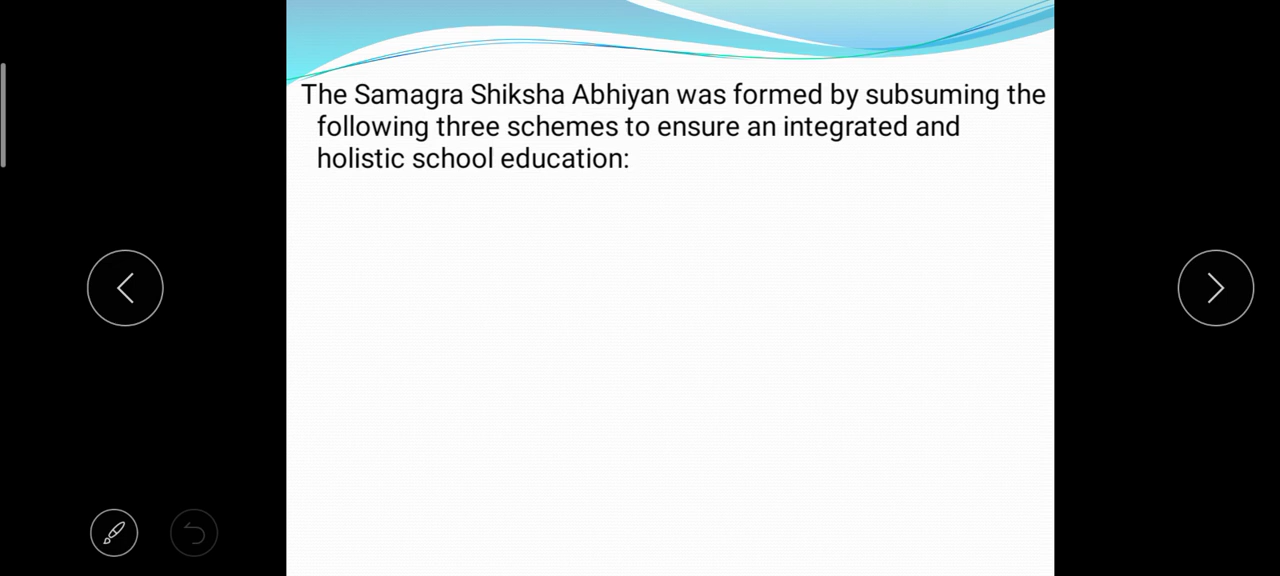 The Samagra Shiksha Abhiyan was formed by subsuming the
following three schemes to ensure an integrated and
holistic school education: